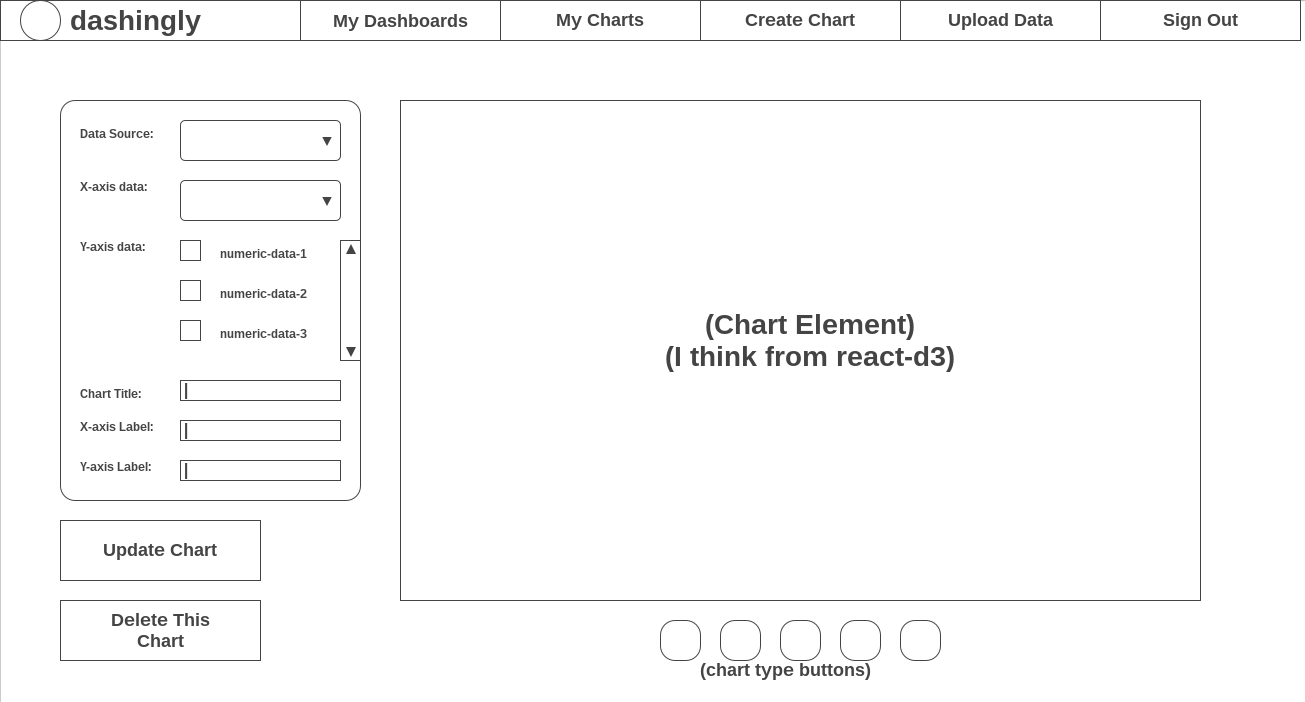 dashingly
My Dashboards
My Charts
Create Chart
Upload Data
Sign Out
Data Source:
X-axis data:
Y-axis data:
numeric-data-1
numeric-data-2
numeric-data-3
Chart Title:
X-axis Label:
Y-axis Label:
Update Chart
Delete This
Chart
(Chart Element)
(I think from react-d3)
(chart type buttons)